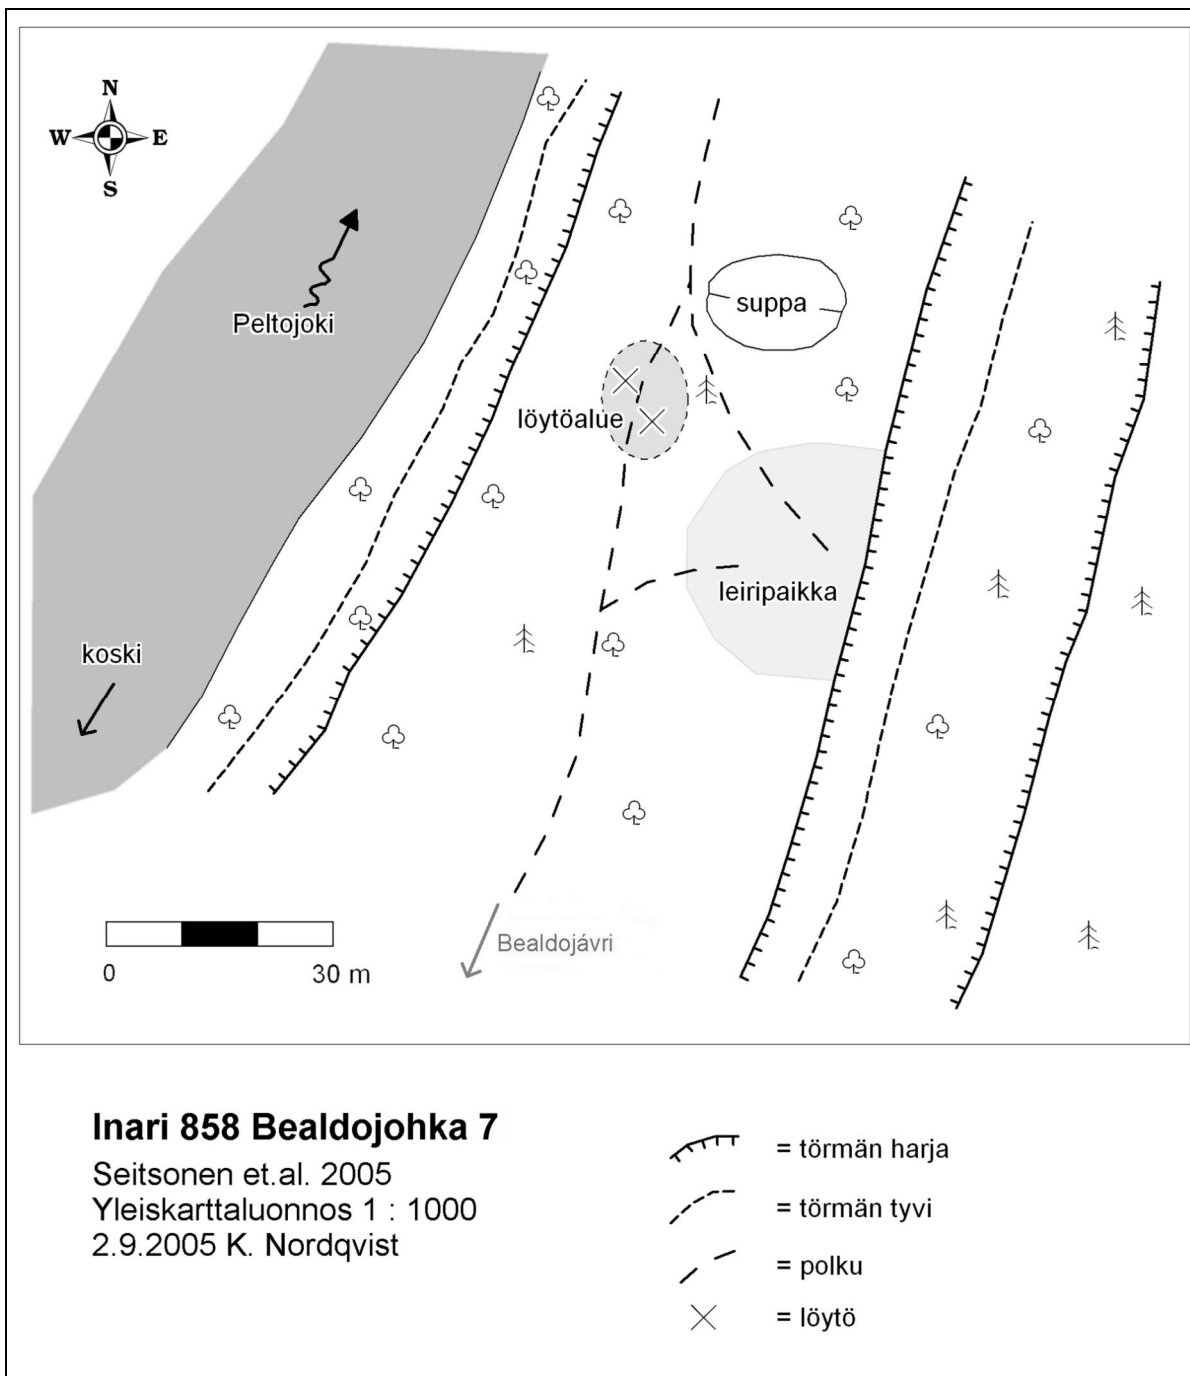 N
W E
S
Peltojoki
suppa
löytöalue
leiripaikka
koski
Bealdojávri
0 30 m
Inari 858 Bealdojohka 7
Seitsonen et.al. 2005
Yleiskarttaluonnos 1 : 1000
2.9.2005 K. Nordqvist
= törmän harja
= törmän tyvi
= polku
= löytö